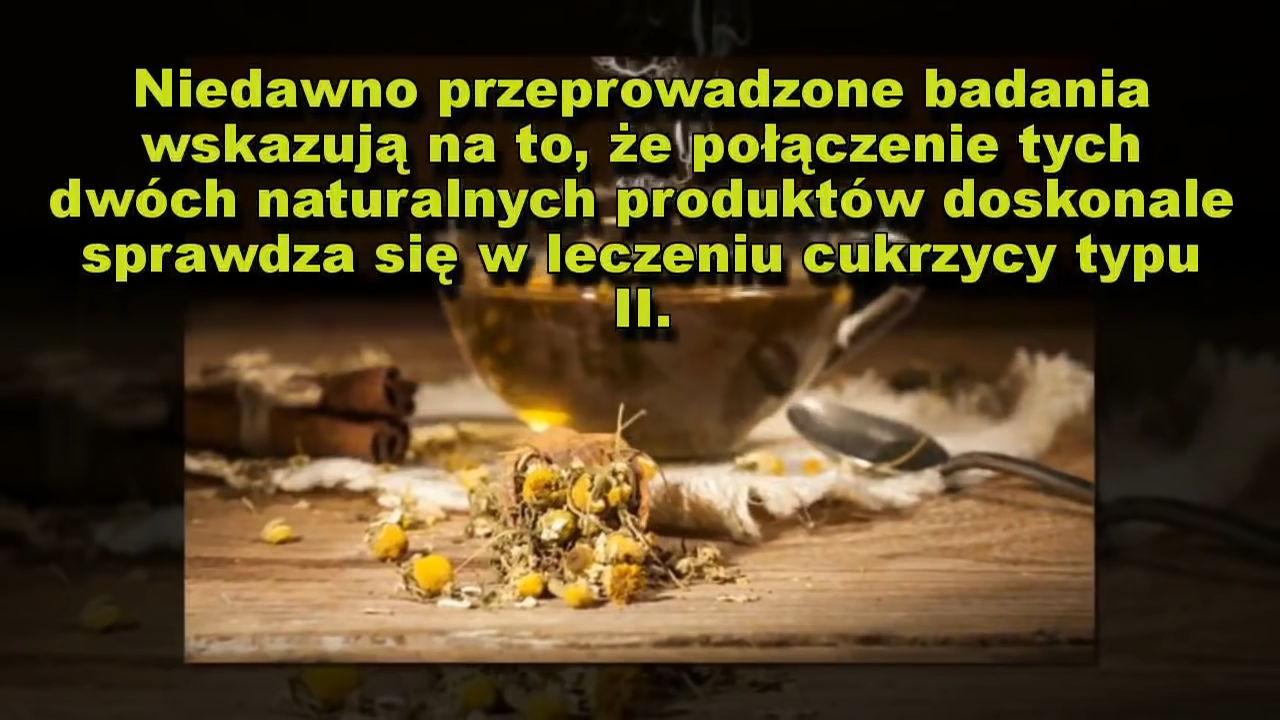 Niedawno przeprowadzone badania
wskazują na to, że połączenie tych
dwóch naturalnych produktów doskonale
sprawdza się w leczeniu cukrzycy typu
II.